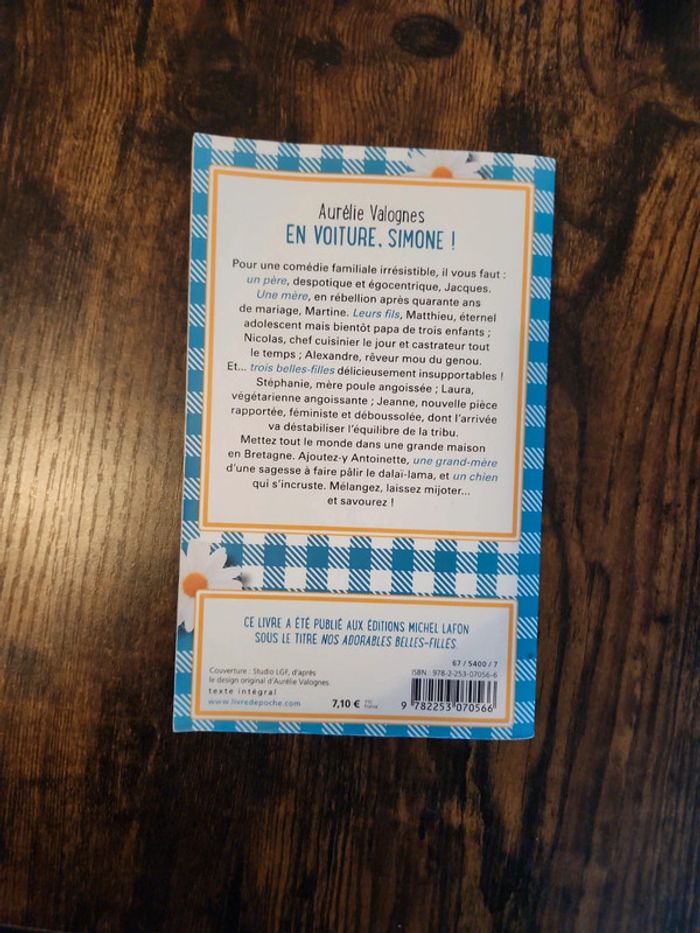 Aurélie Valognes
EN VOITURE, SIMONE !
Pour une comédie familiale irrésistible, il vous faut :
un père, despotique et égocentrique, Jacques.
Une mère, en rébellion après quarante ans
de mariage, Martine. Leurs fils, Matthieu, éternel
adolescent mais bientôt papa de trois enfants ;
Nicolas, chef cuisinier le jour et castrateur tout
le temps ; Alexandre, rêveur mou du genou.
Et... trois belles-filles délicieusement insupportables !
Stéphanie, mère poule angoissée ; Laura,
végétarienne angoissante ; Jeanne, nouvelle pièce
rapportée, féministe et déboussolée, dont l'arrivée
va déstabiliser l'équilibre de la tribu.
Mettez tout le monde dans une grande maison
en Bretagne. Ajoutez-y Antoinette, une grand-mère
d'une sagesse à faire pâlir le dalaï-lama, et un chien
qui s'incruste. Mélangez, laissez mijoter...
et savourez !
CE LIVRE A ÉTÉ PUBLIÉ AUX ÉDITIONS MICHEL LAFON
SOUS LE TITRE NOS ADORABLES BELLES-FILLES.
67 / 5400 / 7
Couverture : Studio LGF, d'après
le design original d'Aurélie Valognes.
texte intégral
www.livredepoche.com
7,10 €
France
ISBN : 978-2-253-07056-6
9 782253 070566